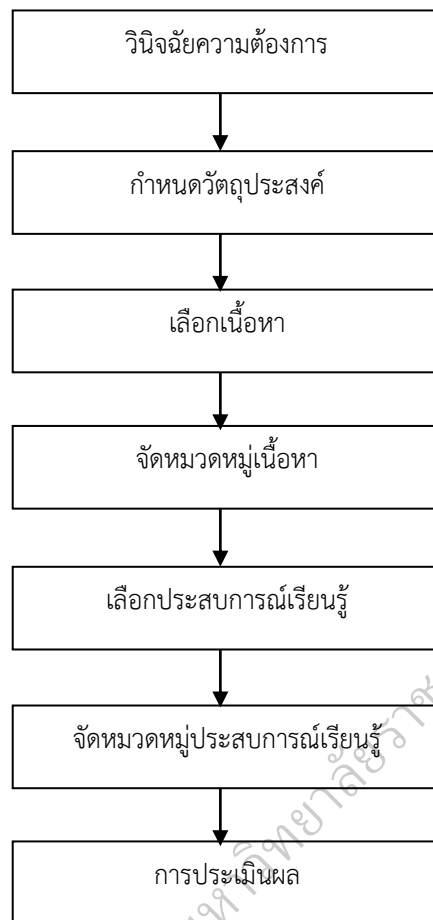 วินิจฉัยความต้องการ
กำหนดวัตถุประสงค์
เลือกเนื้อหา
จัดหมวดหมู่เนื้อหา
เลือกประสบการณ์เรียนรู้
จัดหมวดหมู่ประสบการณ์เรียนรู้
การประเมินผล